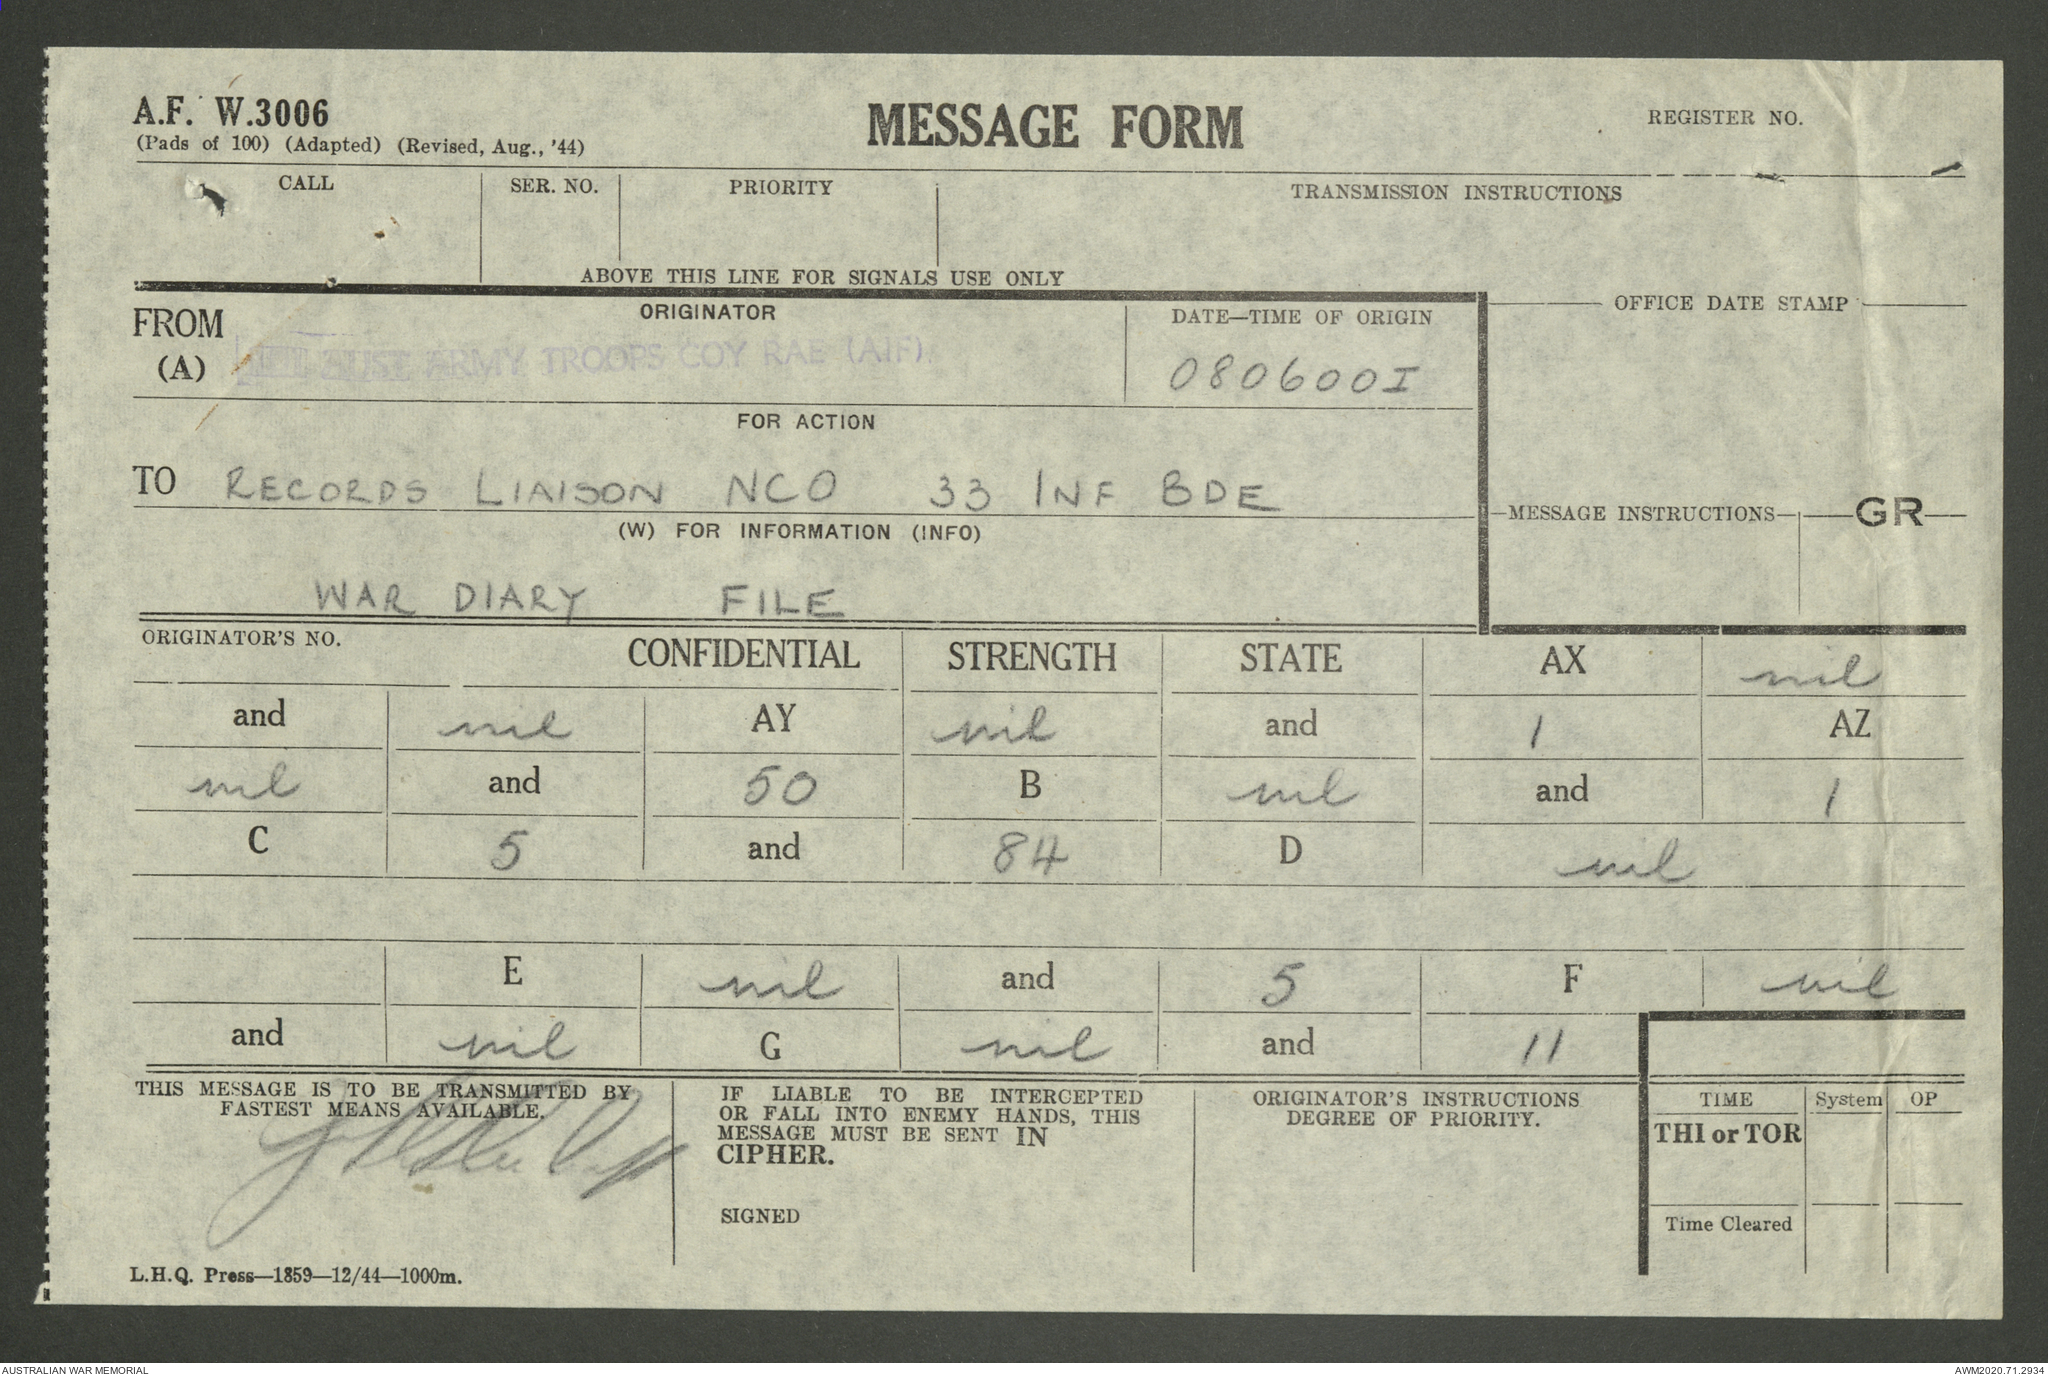 A.F. W.3006
(Pads of 100) (Adapted) (Revised, Aug., '44)
MESSAGE FORM
REGISTER NO.
CALL SER. NO. PRIORITY TRANSMISSION INSTRUCTIONS
ABOVE THIS LINE FOR SIGNALS USE ONLY
FROM
(A)
ORIGINATOR
AUST ARMY TROOPS COY RAE (AIF)
DATE—TIME OF ORIGIN
080600I
OFFICE DATE STAMP
FOR ACTION
TO RECORDS LIAISON NCO 33 INF BDE
(W) FOR INFORMATION (INFO)
MESSAGE INSTRUCTIONS GR
WAR DIARY FILE
ORIGINATOR'S NO.
CONFIDENTIAL STRENGTH STATE AX nil
and nil AY nil and 1 AZ
nil and 50 B nil and 1
C 5 and 84 D nil
E nil and 5 F nil
and nil G nil and 11
THIS MESSAGE IS TO BE TRANSMITTED BY
FASTEST MEANS AVAILABLE.
IF LIABLE TO BE INTERCEPTED
OR FALL INTO ENEMY HANDS, THIS
MESSAGE MUST BE SENT IN
CIPHER.
SIGNED
ORIGINATOR'S INSTRUCTIONS
DEGREE OF PRIORITY.
TIME System OP
THI or TOR
Time Cleared
L.H.Q. Press—1859—12/44—1000m.
AUSTRALIAN WAR MEMORIAL AWM2020.71.2934